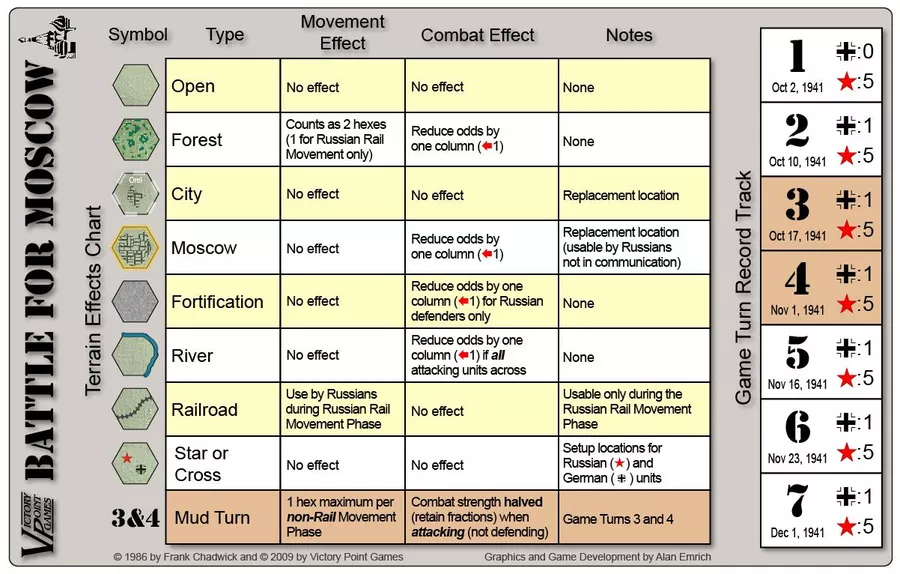 BATTLE FOR MOSCOW
VICTORY
POINT
GAMES
Terrain Effects Chart
Symbol
Type
Movement
Effect
Combat Effect
Notes
Open
No effect
No effect
None
Forest
Counts as 2 hexes
(1 for Russian Rail
Movement only)
Reduce odds by
one column (←1)
None
Orel
City
No effect
No effect
Replacement location
Moscow
No effect
Reduce odds by
one column (←1)
Replacement location
(usable by Russians
not in communication)
Fortification
No effect
Reduce odds by one
column (←1) for Russian
defenders only
None
River
No effect
Reduce odds by one
column (←1) if all
attacking units across
None
Railroad
Use by Russians
during Russian Rail
Movement Phase
No effect
Usable only during the
Russian Rail Movement
Phase
Star or
Cross
No effect
No effect
Setup locations for
Russian (★) and
German (✚) units
3&4
Mud Turn
1 hex maximum per
non-Rail Movement
Phase
Combat strength halved
(retain fractions) when
attacking (not defending)
Game Turns 3 and 4
© 1986 by Frank Chadwick and © 2009 by Victory Point Games
Graphics and Game Development by Alan Emrich
Game Turn Record Track
1
Oct 2, 1941
:0
:5
2
Oct 10, 1941
:1
:5
3
Oct 17, 1941
:1
:5
4
Nov 1, 1941
:1
:5
5
Nov 16, 1941
:1
:5
6
Nov 23, 1941
:1
:5
7
Dec 1, 1941
:0
:5